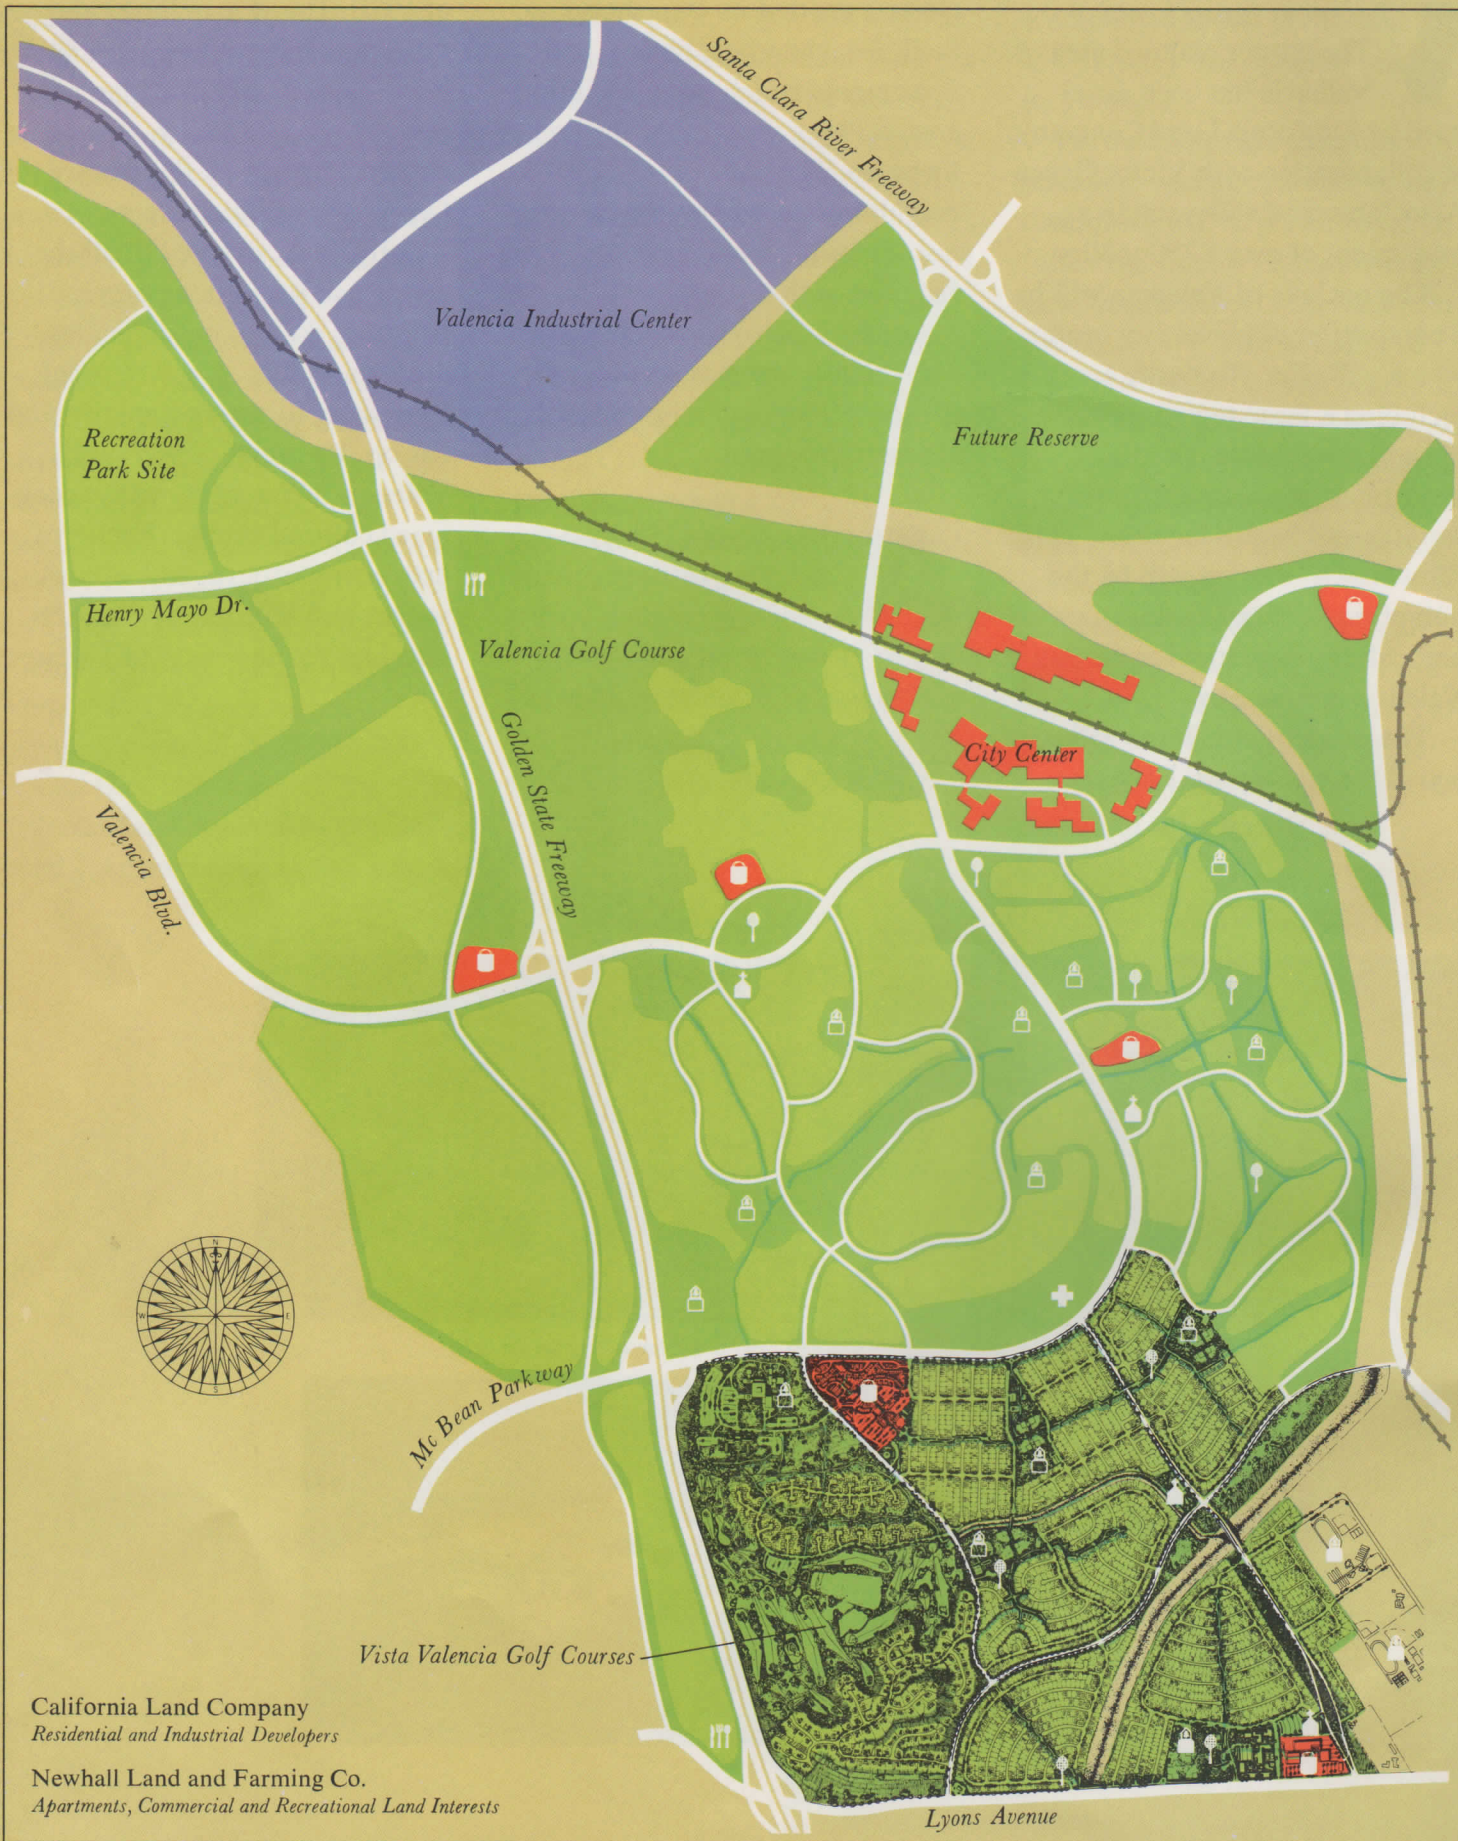 Santa Clara River Freeway
Valencia Industrial Center
Recreation
Park Site
Future Reserve
Henry Mayo Dr.
Valencia Golf Course
Golden State Freeway
City Center
Valencia Blvd.
N
W
E
S
Mc Bean Parkway
Vista Valencia Golf Courses
California Land Company
Residential and Industrial Developers
Newhall Land and Farming Co.
Apartments, Commercial and Recreational Land Interests
Lyons Avenue